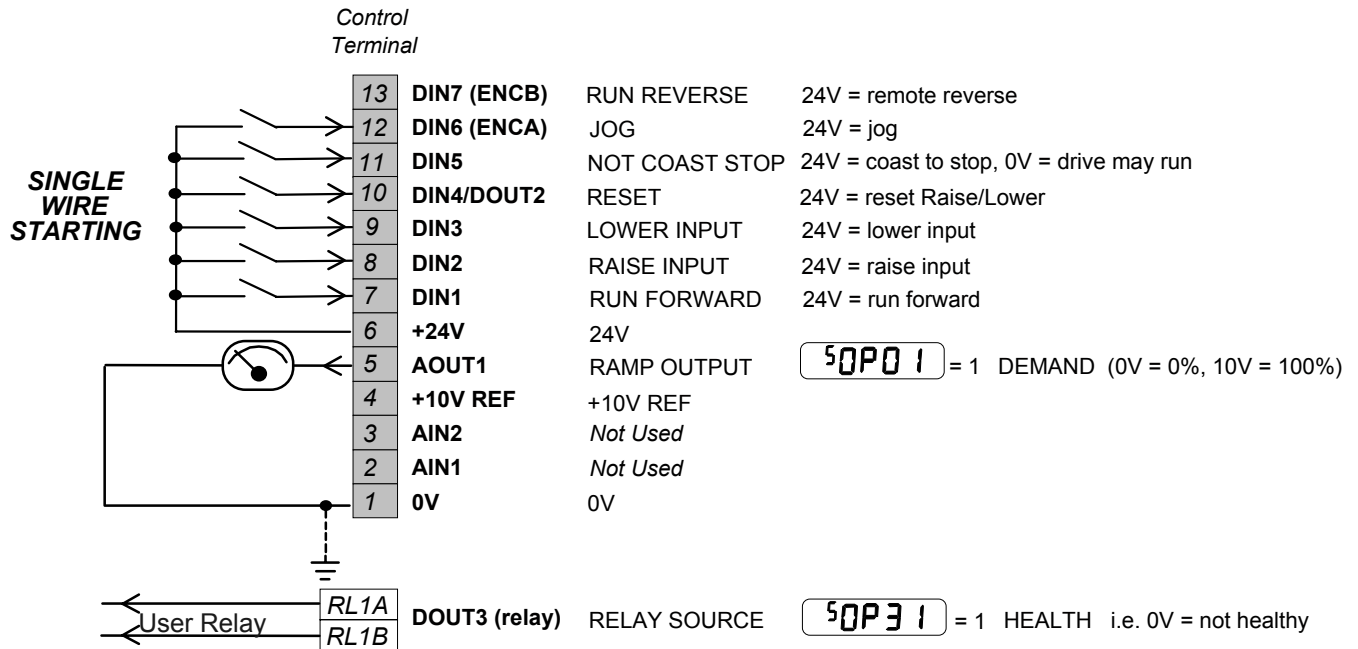 Control
Terminal
13 DIN7 (ENCB) RUN REVERSE 24V = remote reverse
12 DIN6 (ENCA) JOG 24V = jog
11 DIN5 NOT COAST STOP 24V = coast to stop, 0V = drive may run
SINGLE
WIRE
STARTING
10 DIN4/DOUT2 RESET 24V = reset Raise/Lower
9 DIN3 LOWER INPUT 24V = lower input
8 DIN2 RAISE INPUT 24V = raise input
7 DIN1 RUN FORWARD 24V = run forward
6 +24V 24V
5 AOUT1 RAMP OUTPUT SOP01 = 1 DEMAND (0V = 0%, 10V = 100%)
4 +10V REF +10V REF
3 AIN2 Not Used
2 AIN1 Not Used
1 0V 0V
User Relay
RL1A
RL1B
DOUT3 (relay) RELAY SOURCE SOP31 = 1 HEALTH i.e. 0V = not healthy